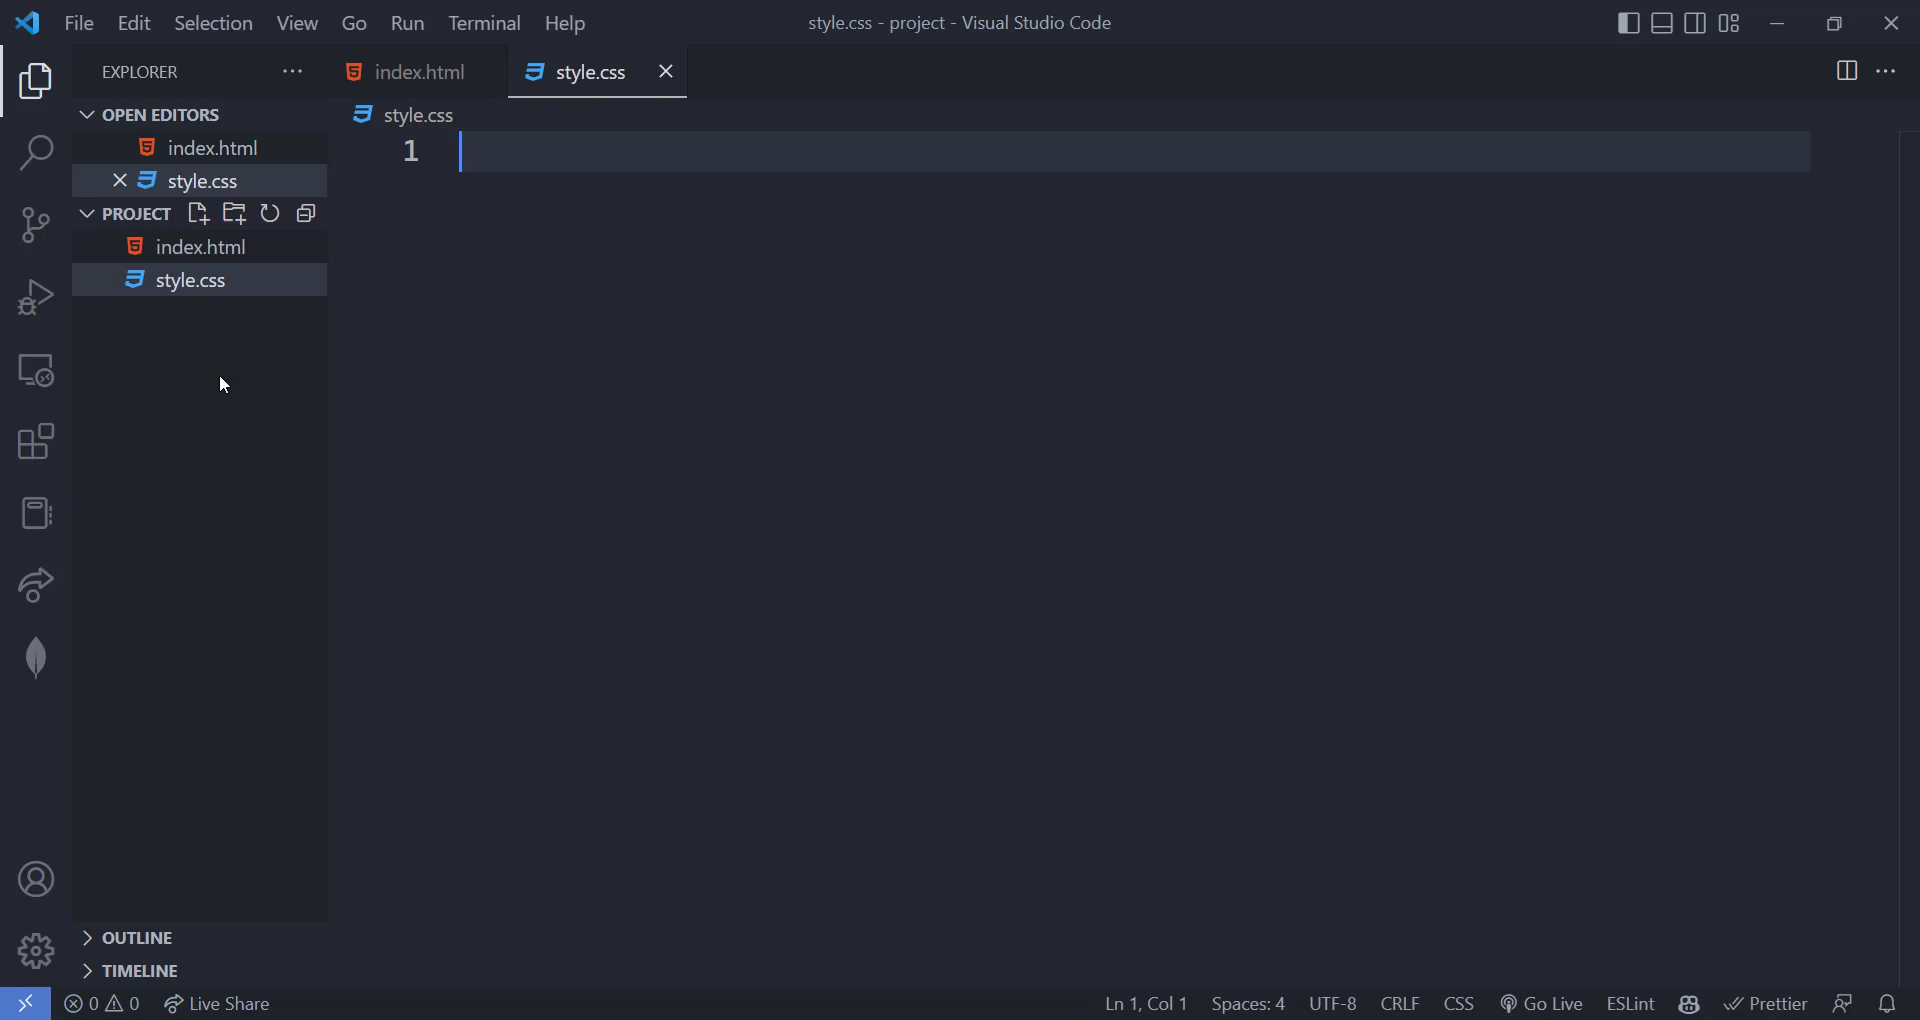 File Edit Selection View Go Run Terminal Help style.css - project - Visual Studio Code
EXPLORER
index.html
style.css
OPEN EDITORS
index.html
style.css
PROJECT
index.html
style.css
style.css
1
OUTLINE
TIMELINE
0 0 Live Share Ln 1, Col 1 Spaces: 4 UTF-8 CRLF CSS Go Live ESLint Prettier